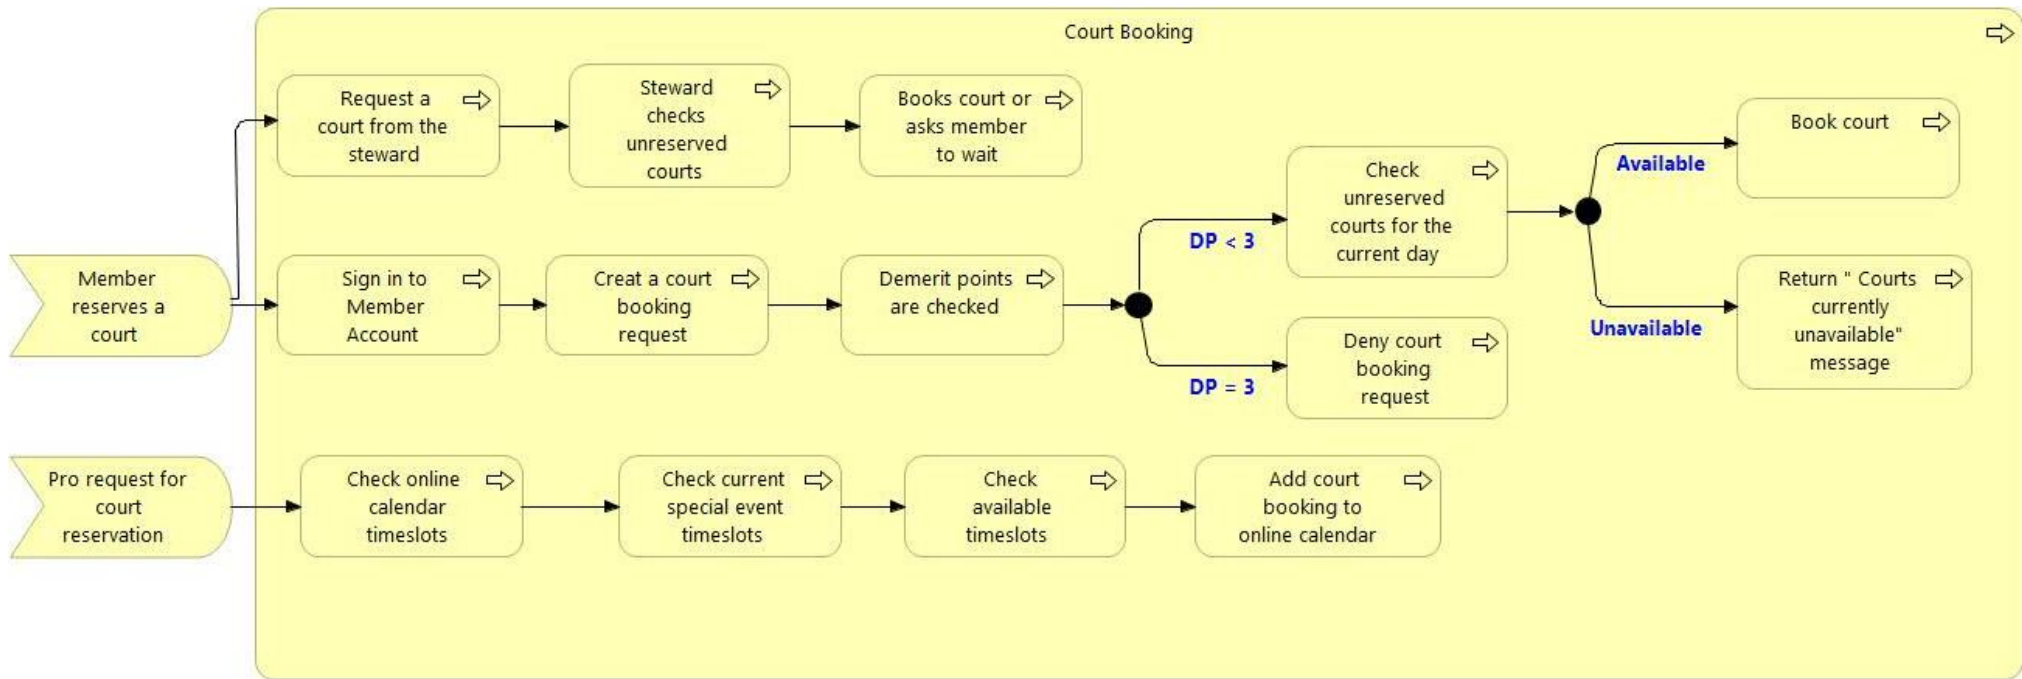 Court Booking
Request a
court from the
steward
Steward
checks
unreserved
courts
Books court or
asks member
to wait
Book court
Available
Check
unreserved
courts for the
current day
DP < 3
Member
reserves a
court
Sign in to
Member
Account
Creat a court
booking
request
Demerit points
are checked
Return " Courts
currently
unavailable"
message
Unavailable
Deny court
booking
request
DP = 3
Pro request for
court
reservation
Check online
calendar
timeslots
Check current
special event
timeslots
Check
available
timeslots
Add court
booking to
online calendar